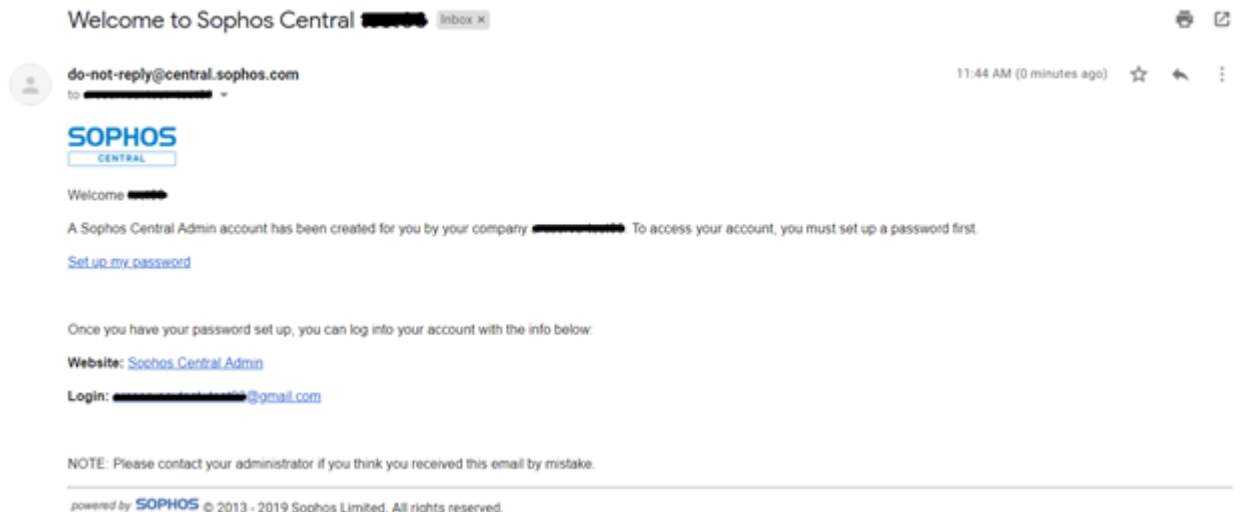 Welcome to Sophos Central
Inbox ×
do-not-reply@central.sophos.com
11:44 AM (0 minutes ago)
to
SOPHOS
CENTRAL
Welcome
A Sophos Central Admin account has been created for you by your company . To access your account, you must set up a password first.
Set up my password
Once you have your password set up, you can log into your account with the info below:
Website: Sophos Central Admin
Login: @gmail.com
NOTE: Please contact your administrator if you think you received this email by mistake.
powered by SOPHOS © 2013 - 2019 Sophos Limited. All rights reserved.